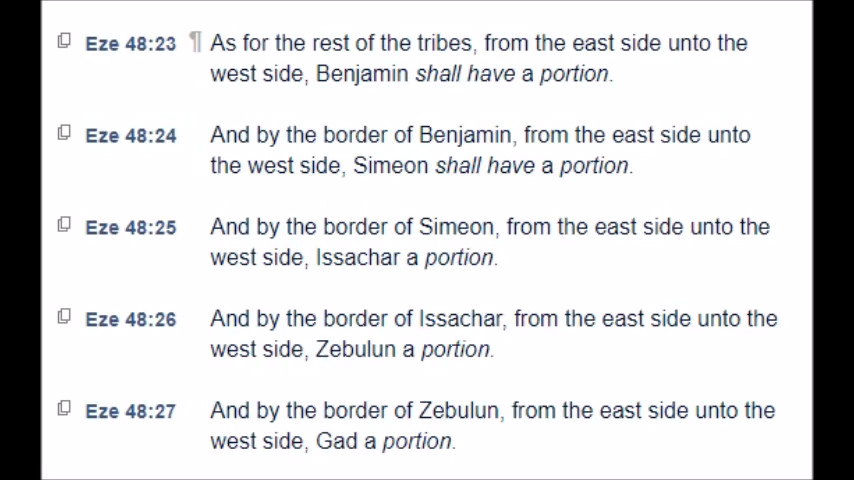 Eze 48:23 ¶ As for the rest of the tribes, from the east side unto the
west side, Benjamin shall have a portion.
Eze 48:24 And by the border of Benjamin, from the east side unto
the west side, Simeon shall have a portion.
Eze 48:25 And by the border of Simeon, from the east side unto the
west side, Issachar a portion.
Eze 48:26 And by the border of Issachar, from the east side unto the
west side, Zebulun a portion.
Eze 48:27 And by the border of Zebulun, from the east side unto the
west side, Gad a portion.